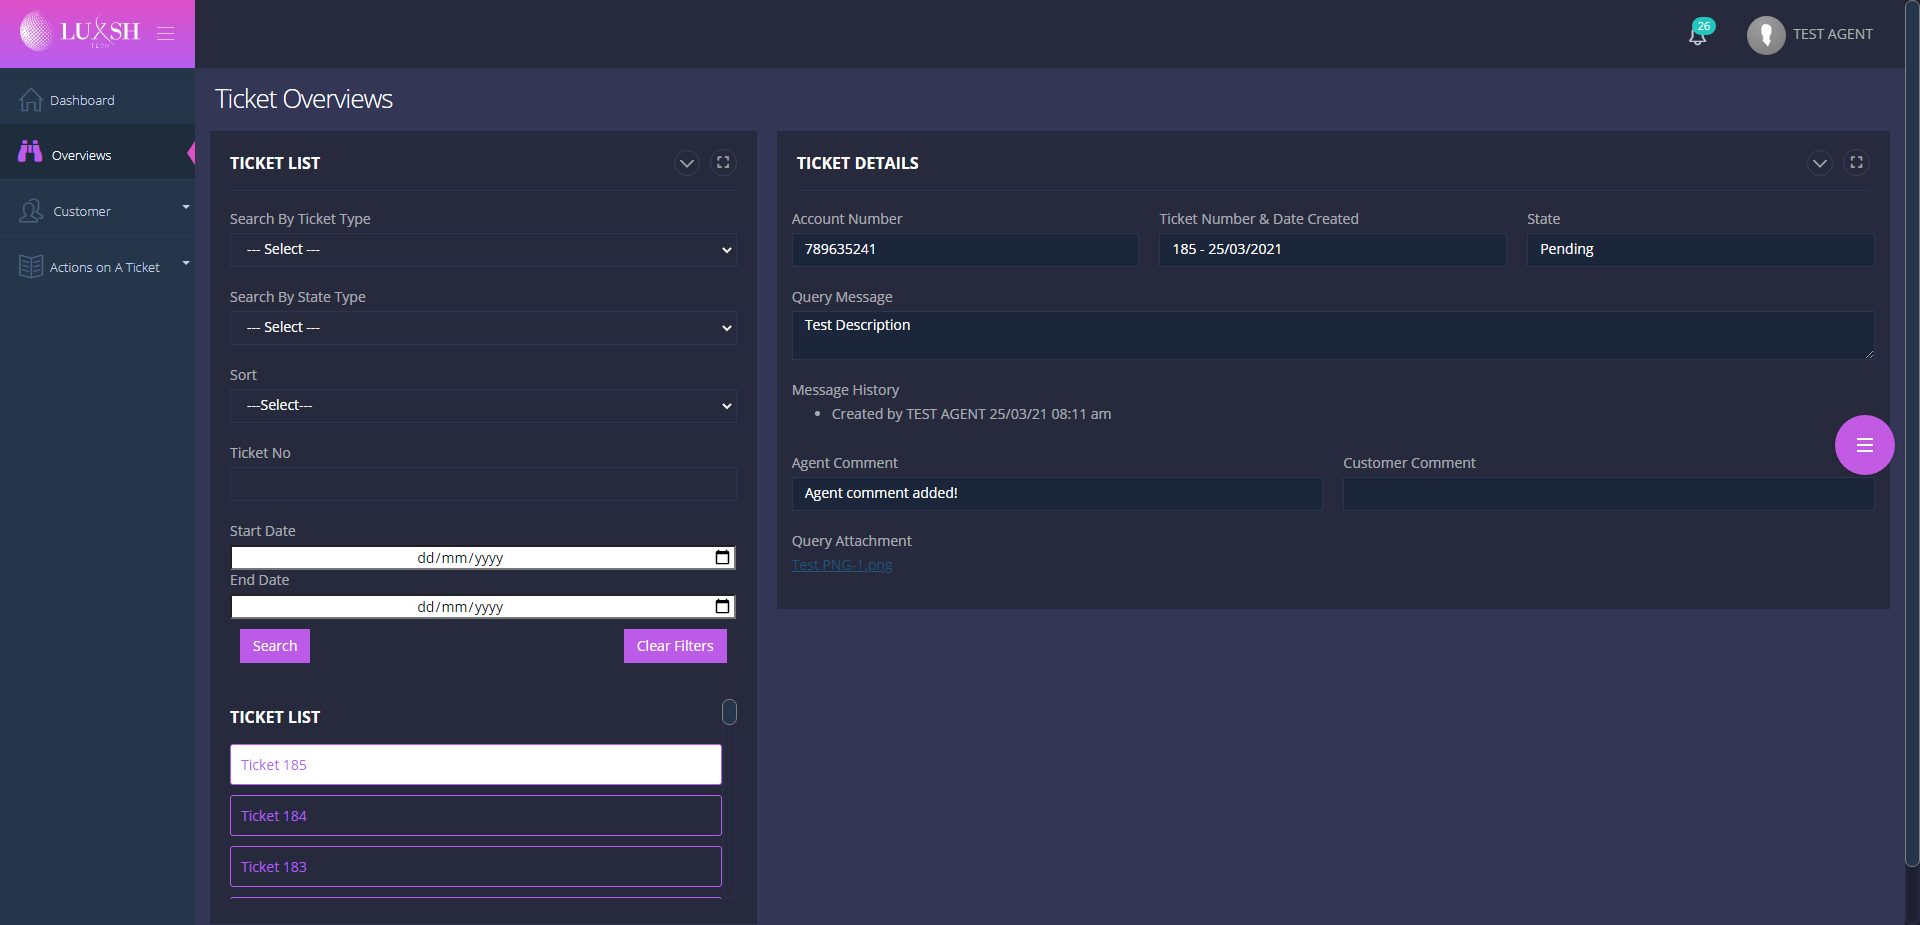 LUXSH
TECH
26
TEST AGENT
Dashboard
Overviews
Customer
Actions on A Ticket
Ticket Overviews
TICKET LIST
Search By Ticket Type
--- Select ---
Search By State Type
--- Select ---
Sort
---Select---
Ticket No
Start Date
dd/mm/yyyy
End Date
dd/mm/yyyy
Search
Clear Filters
TICKET LIST
Ticket 185
Ticket 184
Ticket 183
TICKET DETAILS
Account Number
Ticket Number & Date Created
State
789635241
185 - 25/03/2021
Pending
Query Message
Test Description
Message History
• Created by TEST AGENT 25/03/21 08:11 am
Agent Comment
Customer Comment
Agent comment added!
Query Attachment
Test PNG-1.png